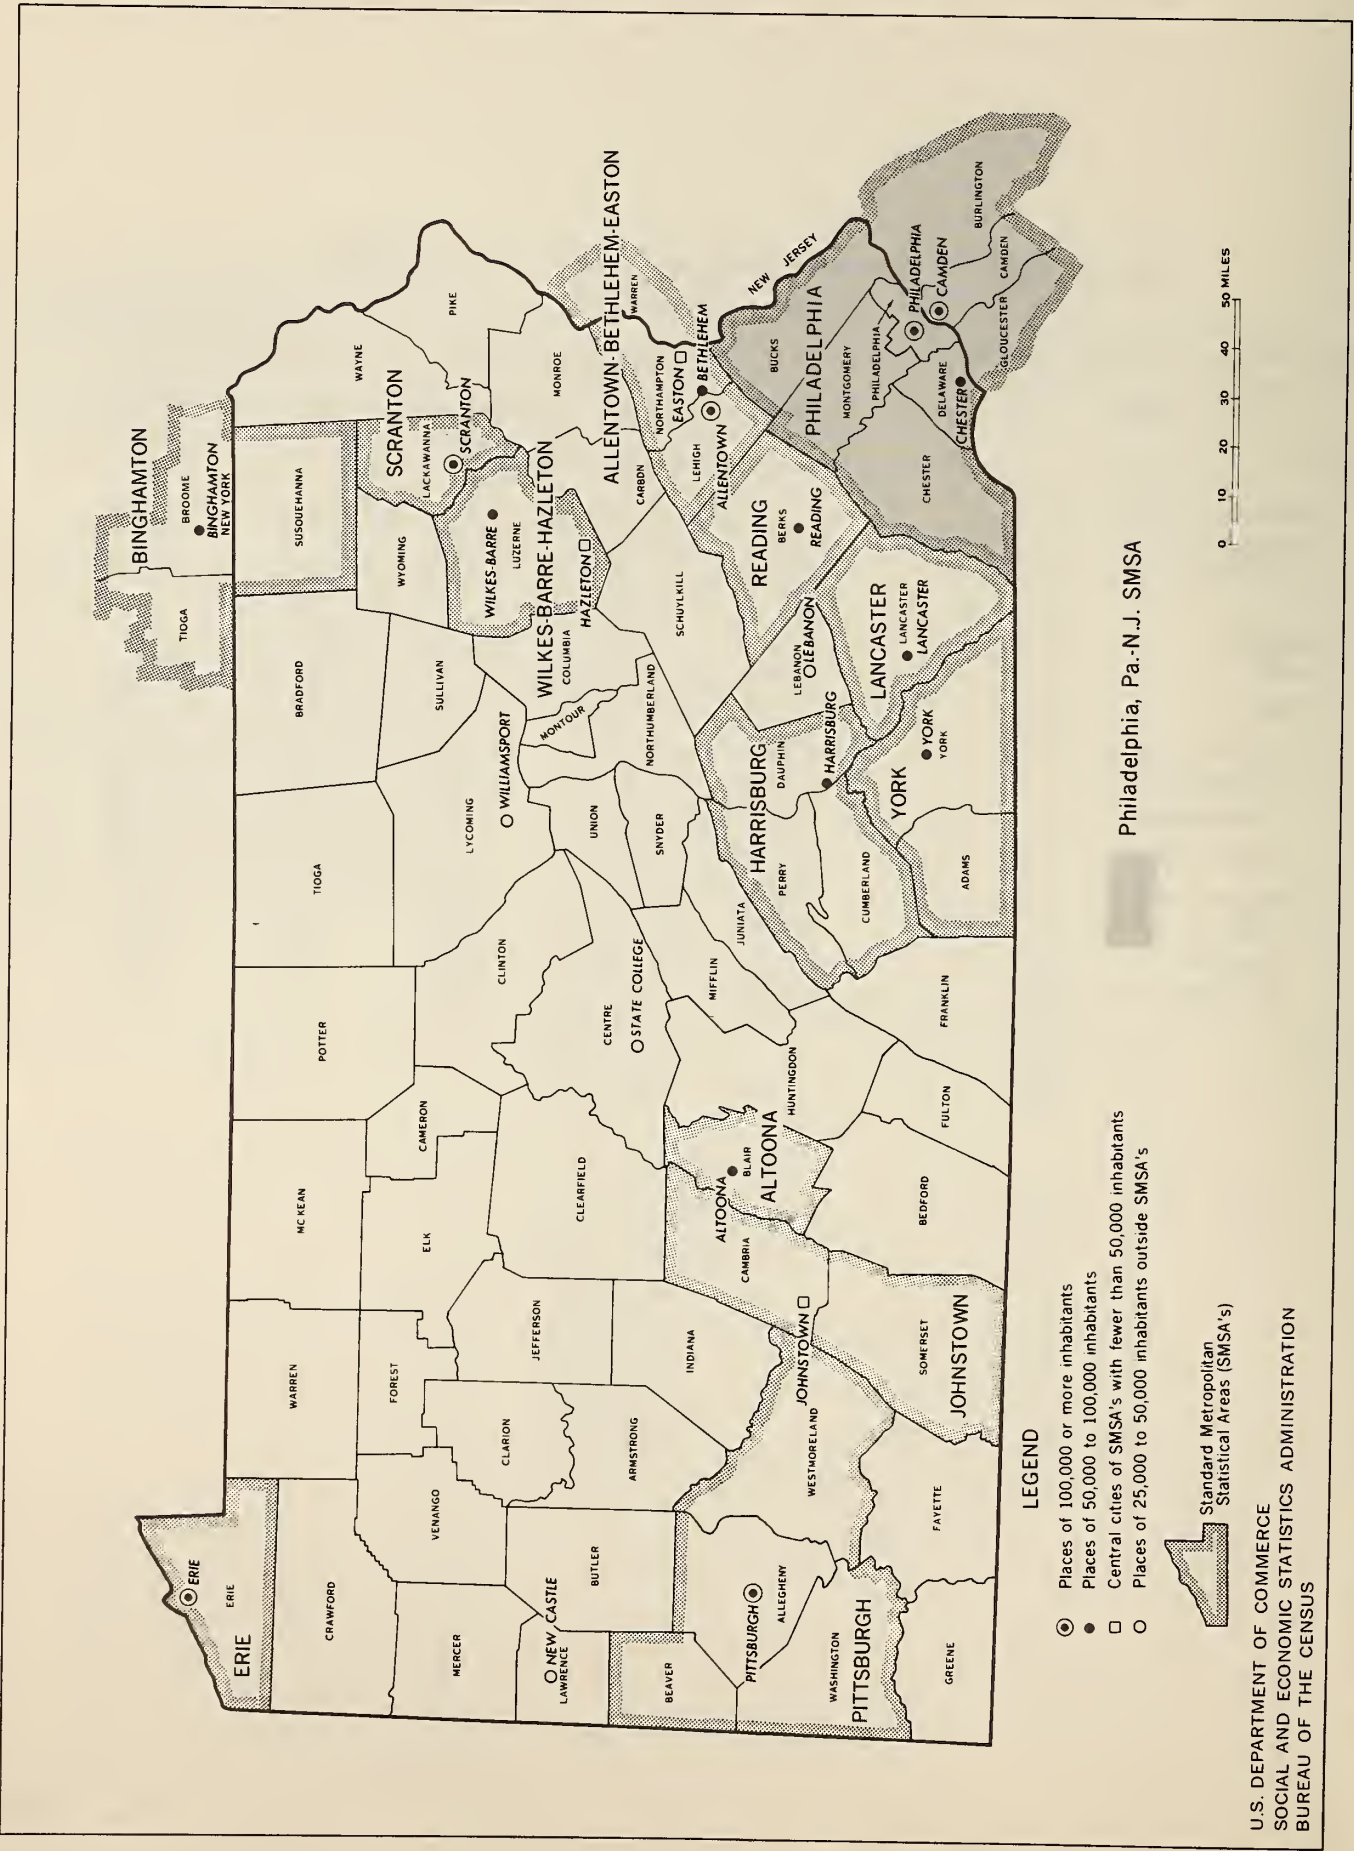 BINGHAMTON
TIOGA
BROOME
BINGHAMTON
NEW YORK
ERIE
ERIE
ERIE
CRAWFORD
WARREN
MC KEAN
POTTER
TIOGA
BRADFORD
SUSQUEHANNA
WAYNE
PIKE
MERCER
VENANGO
FOREST
ELK
CAMERON
CLINTON
LYCOMING
WILLIAMSPORT
SULLIVAN
WYOMING
SCRANTON
LACKAWANNA
SCRANTON
WILKES-BARRE
LUZERNE
WILKES-BARRE-HAZLETON
HAZLETON
MONROE
NEW CASTLE
LAWRENCE
BUTLER
CLARION
JEFFERSON
CLEARFIELD
CENTRE
STATE COLLEGE
UNION
SNYDER
MONTOUR
COLUMBIA
NORTHUMBERLAND
SCHUYLKILL
CARBON
ALLENTOWN-BETHLEHEM-EASTON
WARREN
NORTHAMPTON
EASTON
BETHLEHEM
LEHIGH
ALLENTOWN
BEAVER
ARMSTRONG
INDIANA
PITTSBURGH
ALLEGHENY
WASHINGTON
PITTSBURGH
WESTMORELAND
JOHNSTOWN
CAMBRIA
ALTOONA
BLAIR
ALTOONA
HUNTINGDON
MIFFLIN
JUNIATA
HARRISBURG
PERRY
DAUPHIN
HARRISBURG
CUMBERLAND
LEBANON
LEBANON
READING
BERKS
READING
NEW JERSEY
BUCKS
PHILADELPHIA
MONTGOMERY
PHILADELPHIA
PHILADELPHIA
CAMDEN
DELAWARE
CHESTER
CHESTER
BURLINGTON
CAMDEN
GLOUCESTER
GREENE
FAYETTE
SOMERSET
JOHNSTOWN
BEDFORD
FULTON
FRANKLIN
ADAMS
YORK
YORK
YORK
LANCASTER
LANCASTER
LANCASTER
LEGEND
Places of 100,000 or more inhabitants
Places of 50,000 to 100,000 inhabitants
Central cities of SMSA's with fewer than 50,000 inhabitants
Places of 25,000 to 50,000 inhabitants outside SMSA's
Standard Metropolitan
Statistical Areas (SMSA's)
Philadelphia, Pa.-N.J. SMSA
0 10 20 30 40 50 MILES
U.S. DEPARTMENT OF COMMERCE
SOCIAL AND ECONOMIC STATISTICS ADMINISTRATION
BUREAU OF THE CENSUS